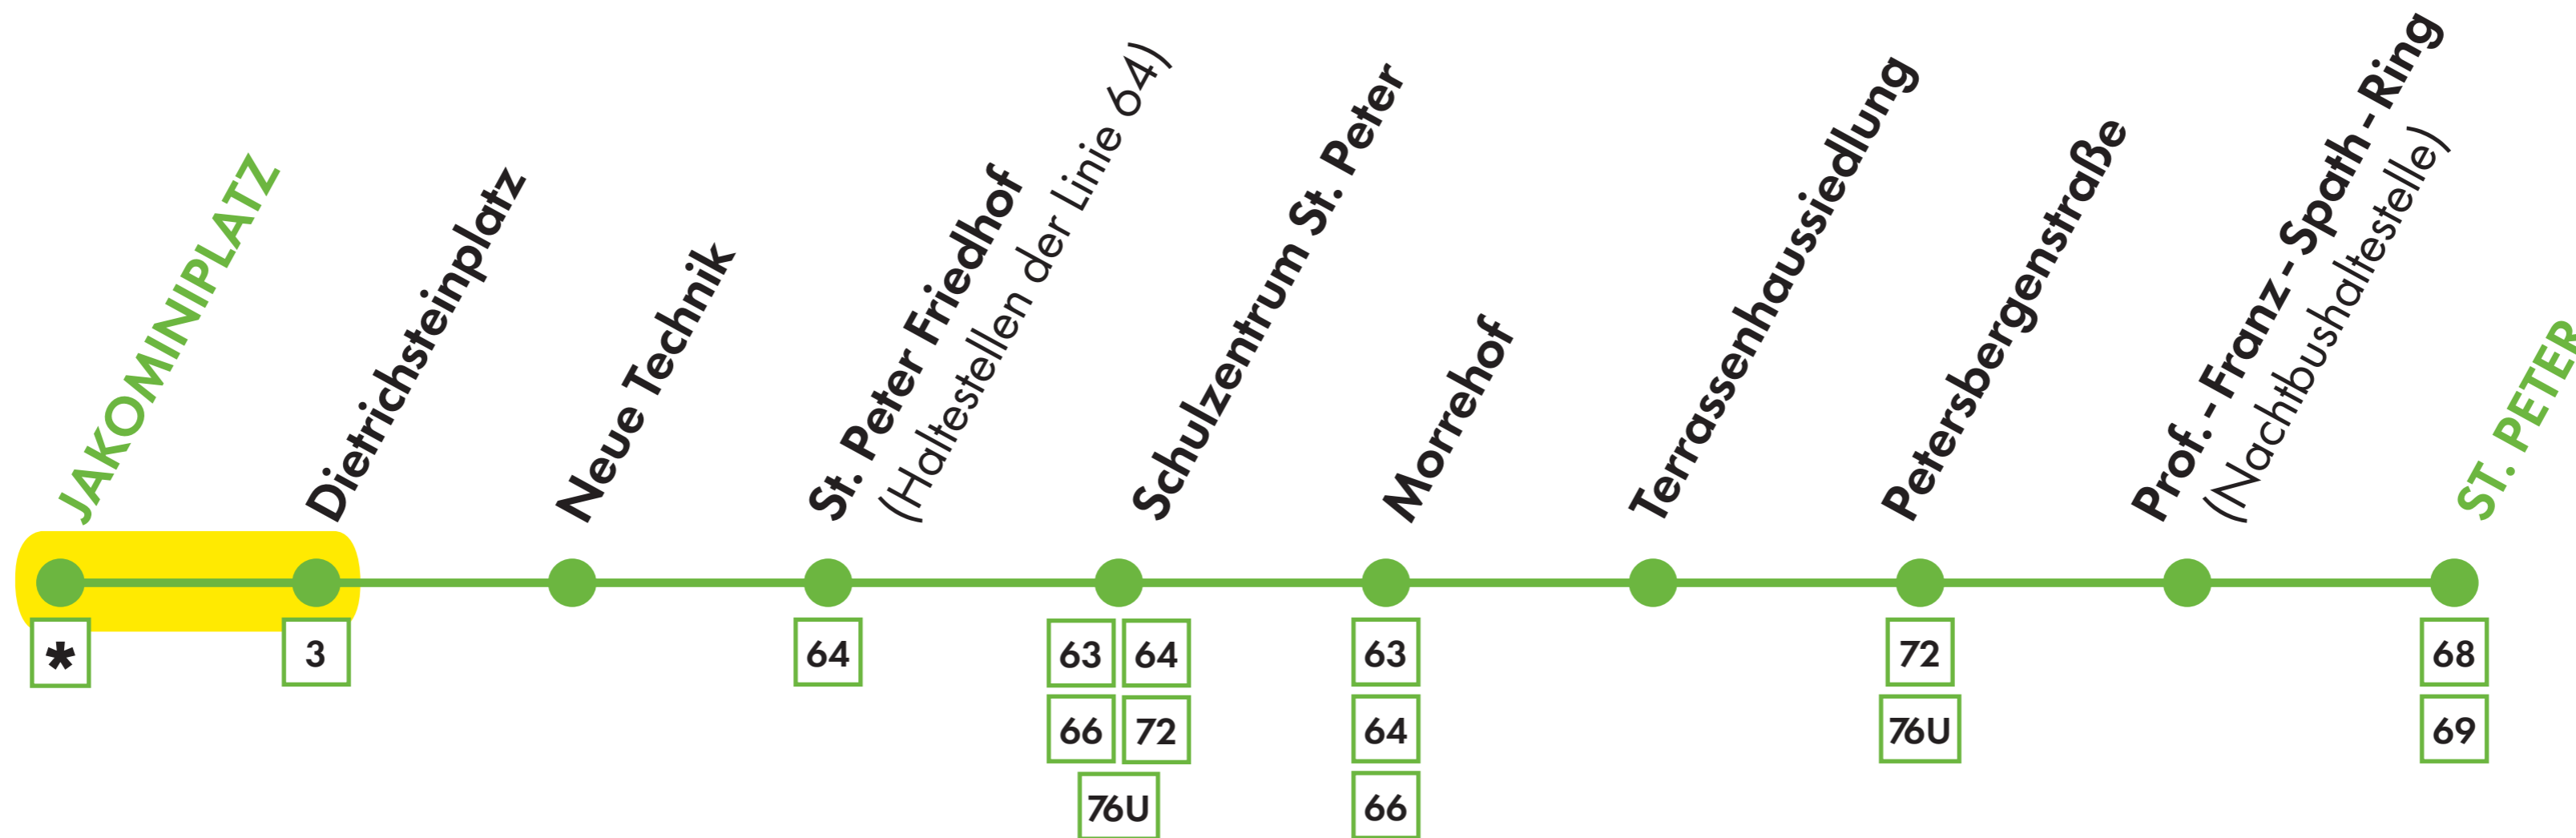 JAKOMINIPLATZ
Dietrichsteinplatz
Neue Technik
St. Peter Friedhof
(Haltestellen der Linie 64)
Schulzentrum St. Peter
Morrehof
Terrassenhaussiedlung
Petersbergenstraße
Prof.-Franz-Spath-Ring
(Nachtbushaltestelle)
ST. PETER
* 3 64 63 64 63 72 68
66 72 64 76U 69
76U 66